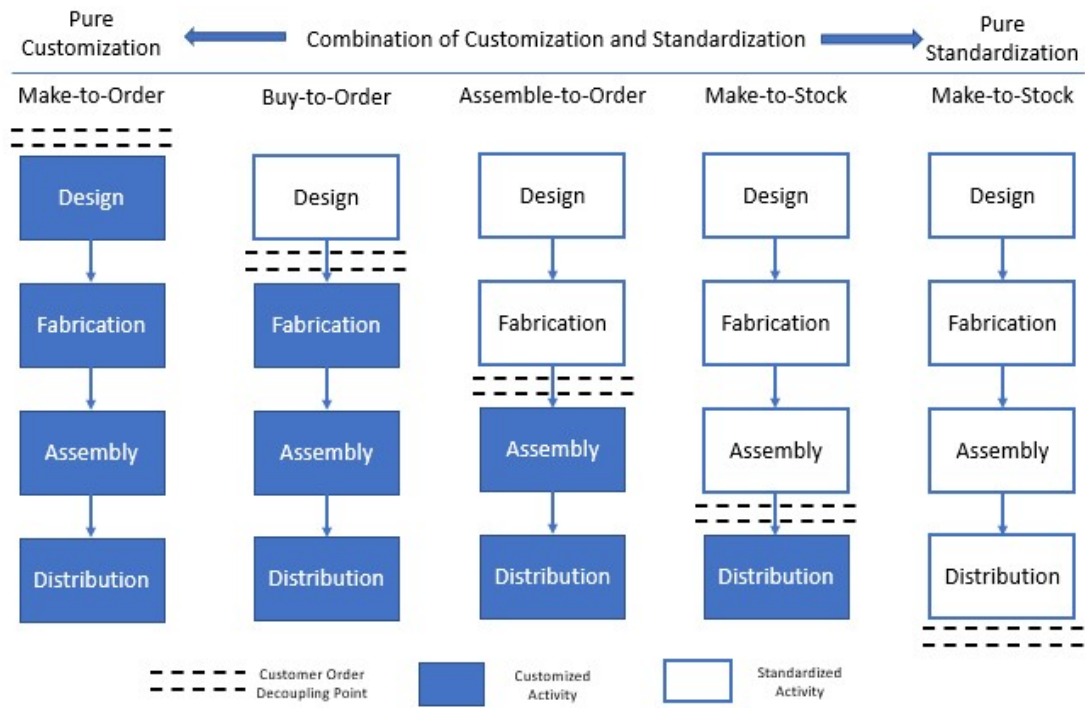 Pure
Customization
Combination of Customization and Standardization
Pure
Standardization
Make-to-Order
Buy-to-Order
Assemble-to-Order
Make-to-Stock
Make-to-Stock
Design
Design
Design
Design
Design
Fabrication
Fabrication
Fabrication
Fabrication
Fabrication
Assembly
Assembly
Assembly
Assembly
Assembly
Distribution
Distribution
Distribution
Distribution
Distribution
Customer Order
Decoupling Point
Customized
Activity
Standardized
Activity